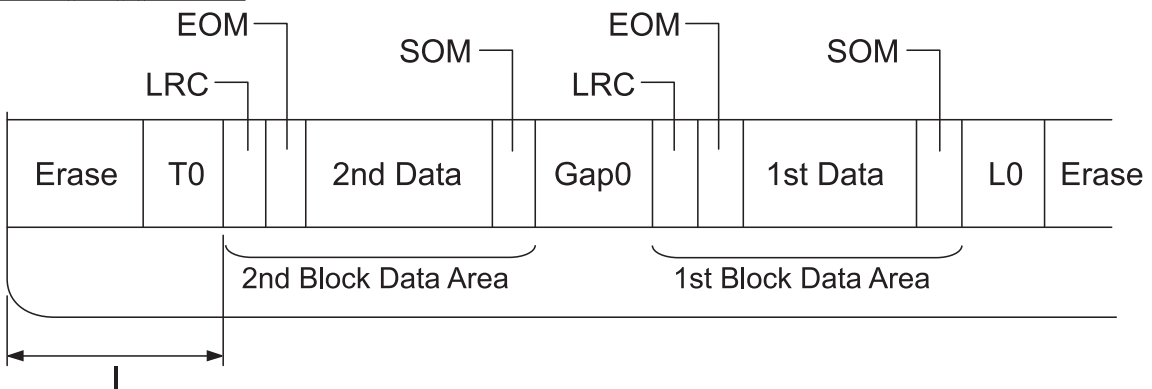 EOM
EOM
SOM
SOM
LRC
LRC
Erase T0 2nd Data Gap0 1st Data L0 Erase
2nd Block Data Area
1st Block Data Area
L